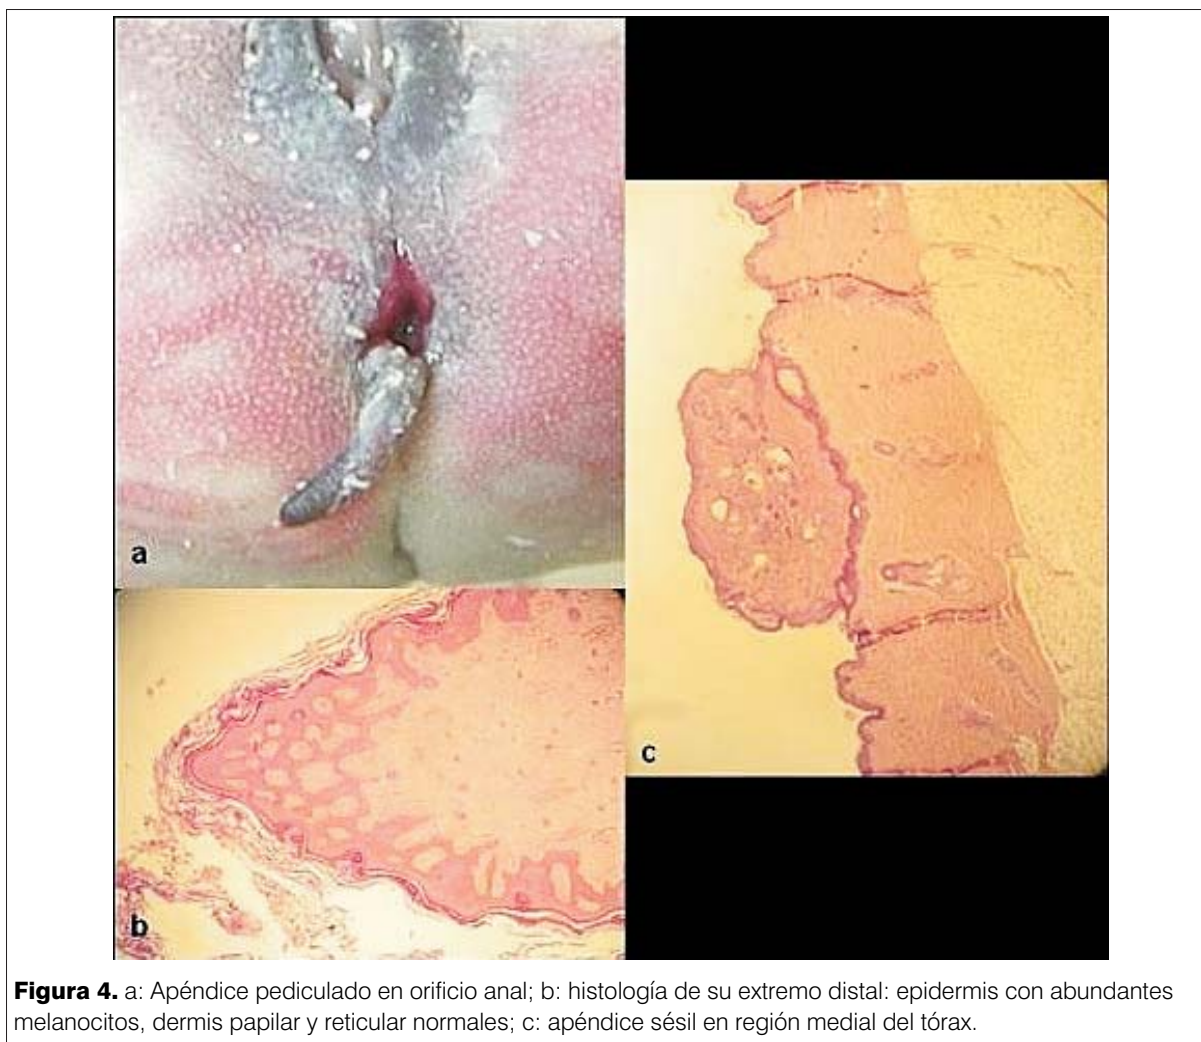 a
b
c
Figura 4. a: Apéndice pediculado en orificio anal; b: histología de su extremo distal: epidermis con abundantes
melanocitos, dermis papilar y reticular normales; c: apéndice sésil en región medial del tórax.